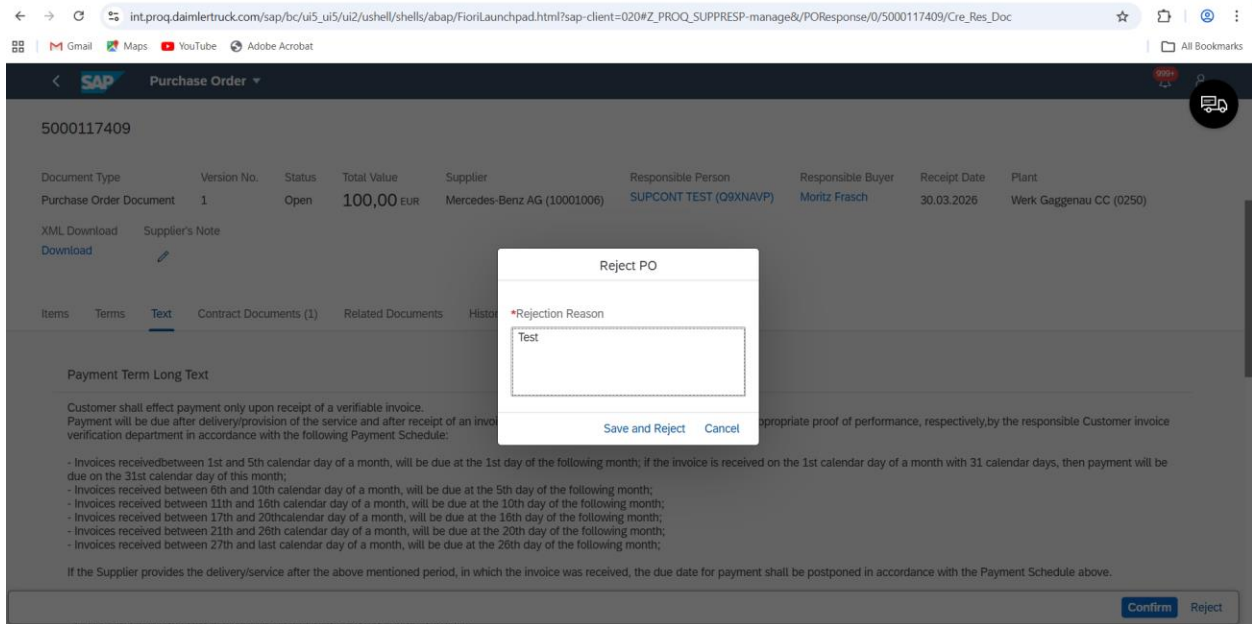 int.proq.daimlertruck.com/sap/bc/ui5_ui5/ui2/ushell/shells/abap/FioriLaunchpad.html?sap-client=020#Z_PROQ_SUPPRESP-manage&/POResponse/0/5000117409/Cre_Res_Doc
Gmail Maps YouTube Adobe Acrobat All Bookmarks
SAP Purchase Order 999+
5000117409
Document Type Version No. Status Total Value Supplier Responsible Person Responsible Buyer Receipt Date Plant
Purchase Order Document 1 Open 100,00 EUR Mercedes-Benz AG (10001006) SUPCONT TEST (Q9XNAVP) Moritz Frasch 30.03.2026 Werk Gaggenau CC (0250)
XML Download Supplier's Note
Download
Reject PO
Items Terms Text Contract Documents (1) Related Documents Histor
*Rejection Reason
Test
Save and Reject Cancel
Payment Term Long Text
Customer shall effect payment only upon receipt of a verifiable invoice.
Payment will be due after delivery/provision of the service and after receipt of an invoi opropriate proof of performance, respectively,by the responsible Customer invoice
verification department in accordance with the following Payment Schedule:
- Invoices receivedbetween 1st and 5th calendar day of a month, will be due at the 1st day of the following month; if the invoice is received on the 1st calendar day of a month with 31 calendar days, then payment will be
due on the 31st calendar day of this month;
- Invoices received between 6th and 10th calendar day of a month, will be due at the 5th day of the following month;
- Invoices received between 11th and 16th calendar day of a month, will be due at the 10th day of the following month;
- Invoices received between 17th and 20thcalendar day of a month, will be due at the 16th day of the following month;
- Invoices received between 21th and 26th calendar day of a month, will be due at the 20th day of the following month;
- Invoices received between 27th and last calendar day of a month, will be due at the 26th day of the following month;
If the Supplier provides the delivery/service after the above mentioned period, in which the invoice was received, the due date for payment shall be postponed in accordance with the Payment Schedule above.
Confirm Reject